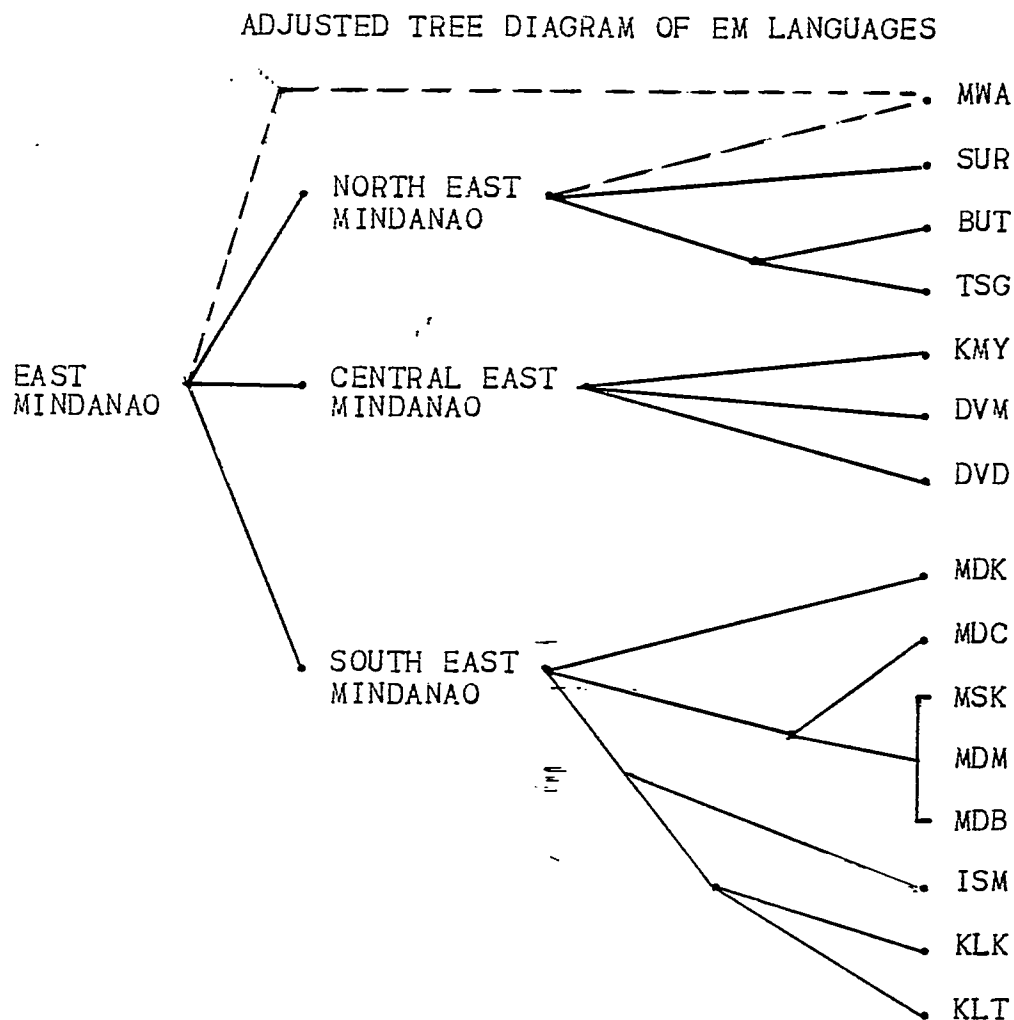 ADJUSTED TREE DIAGRAM OF EM LANGUAGES
MWA
SUR
NORTH EAST
MINDANAO
BUT
TSG
KMY
EAST
MINDANAO
CENTRAL EAST
MINDANAO
DVM
DVD
MDK
MDC
SOUTH EAST
MINDANAO
MSK
MDM
MDB
ISM
KLK
KLT